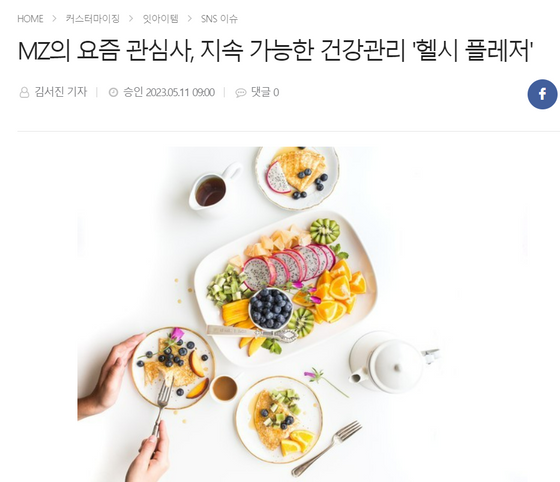 HOME > 커스터마이징 > 잇아이템 > SNS 이슈
MZ의 요즘 관심사, 지속 가능한 건강관리 '헬시 플레저'
김서진 기자 | 승인 2023.05.11 09:00 | 댓글 0
f